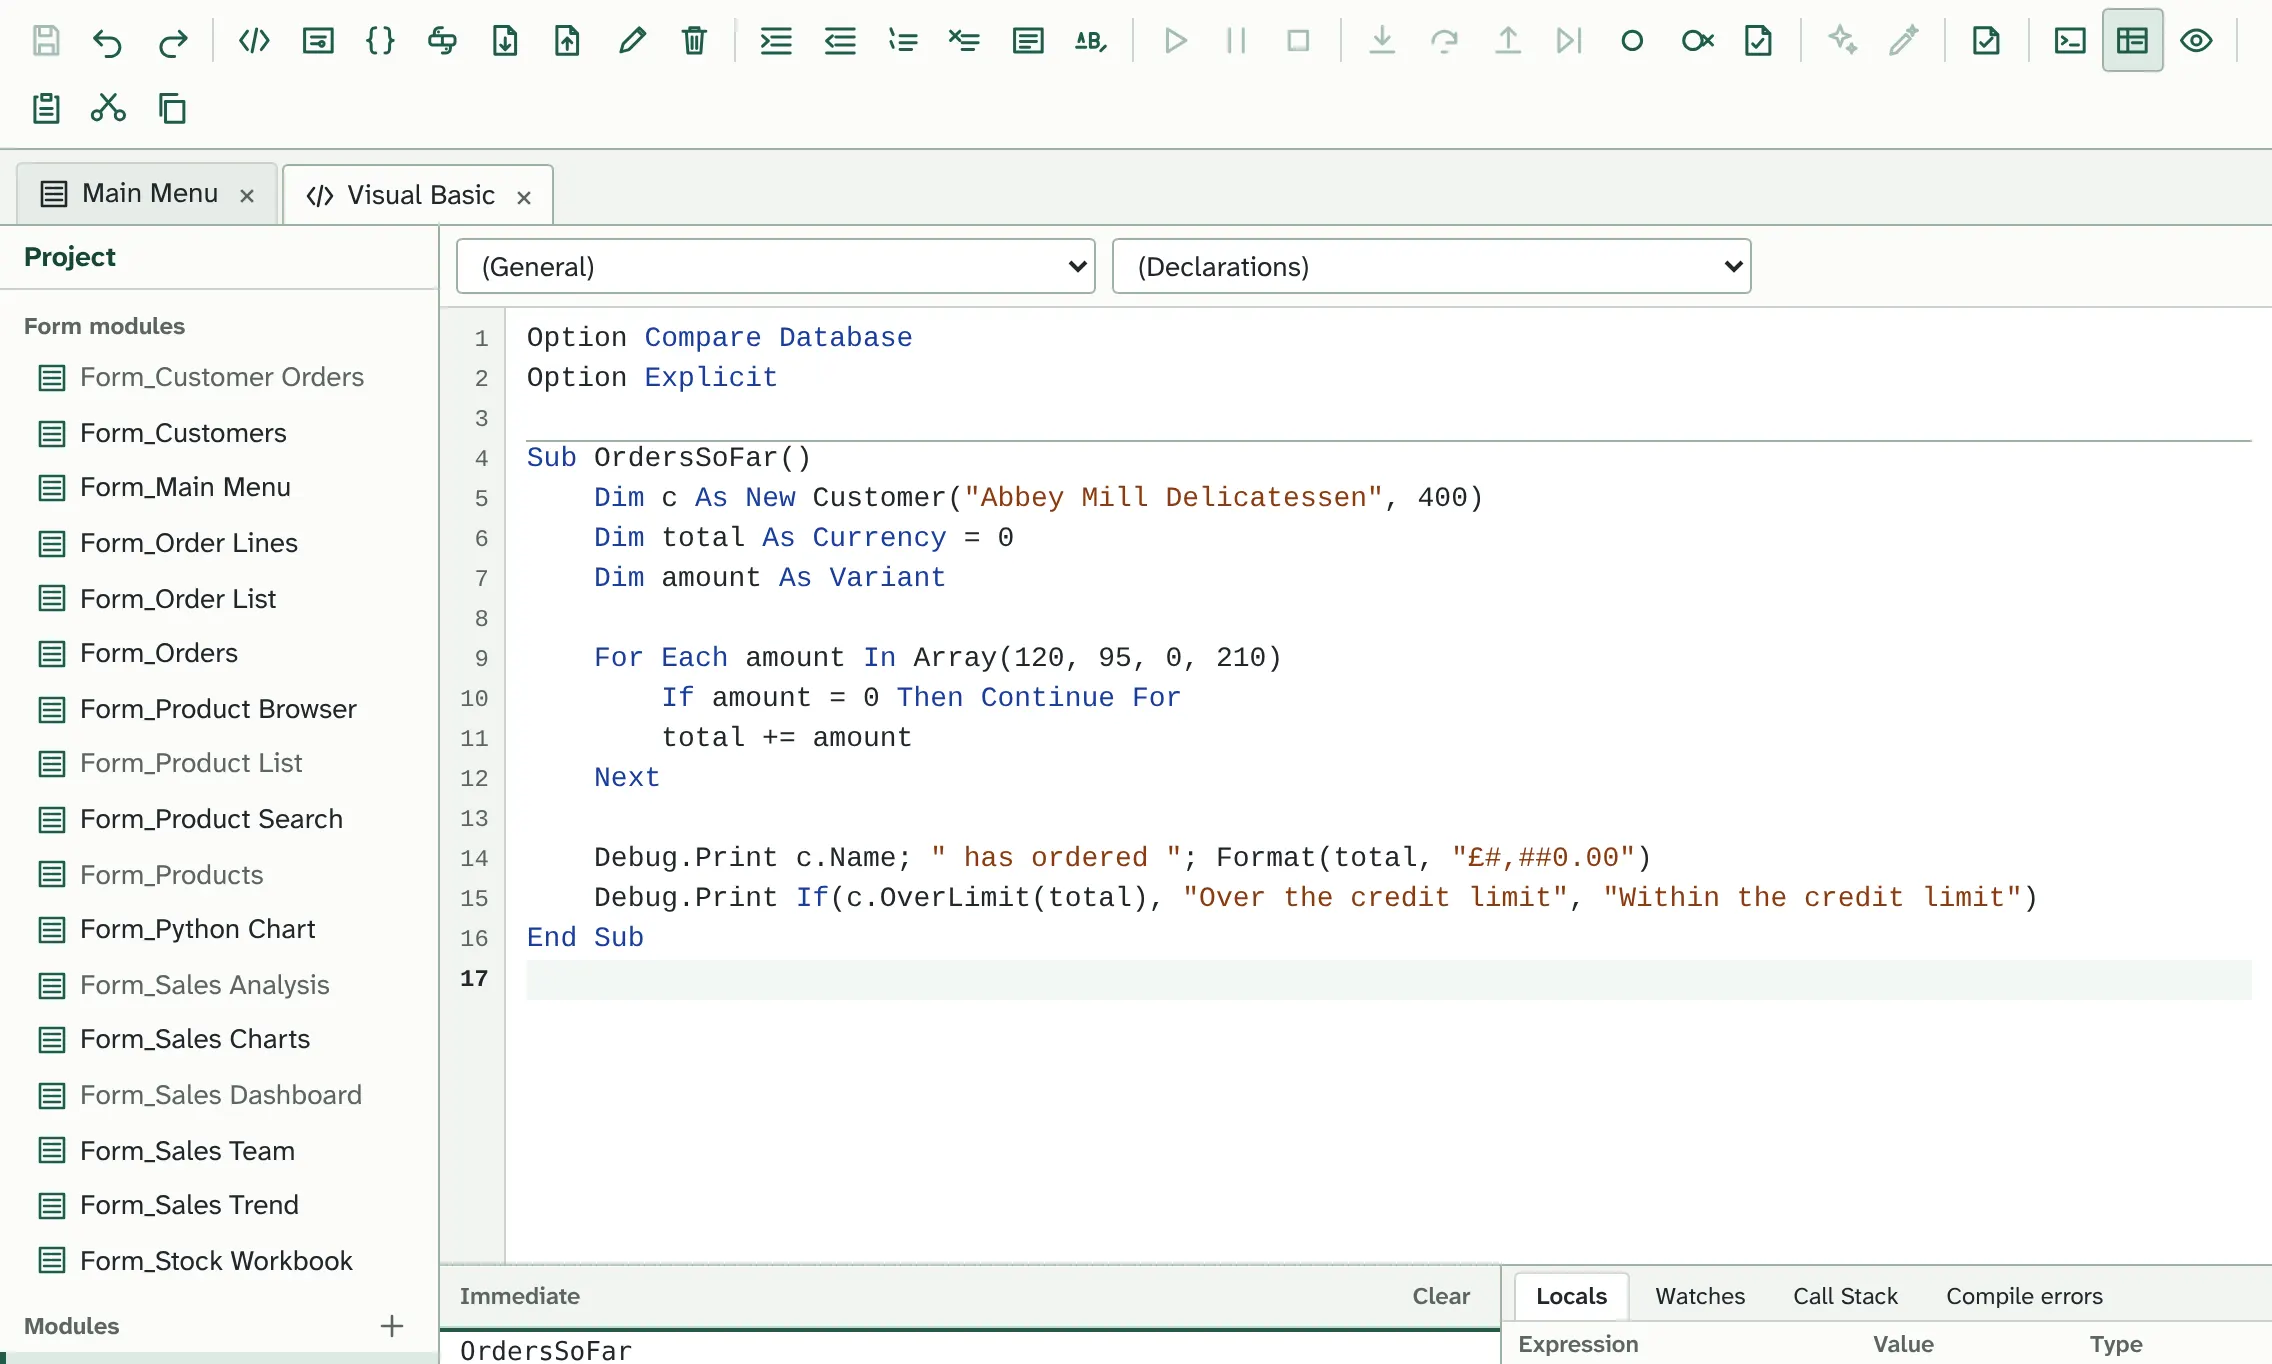 Main Menu
Visual Basic
Project
(General)
(Declarations)
Form modules
Form_Customer Orders
Form_Customers
Form_Main Menu
Form_Order Lines
Form_Order List
Form_Orders
Form_Product Browser
Form_Product List
Form_Product Search
Form_Products
Form_Python Chart
Form_Sales Analysis
Form_Sales Charts
Form_Sales Dashboard
Form_Sales Team
Form_Sales Trend
Form_Stock Workbook
Modules
1 Option Compare Database
2 Option Explicit
3
4 Sub OrdersSoFar()
5     Dim c As New Customer("Abbey Mill Delicatessen", 400)
6     Dim total As Currency = 0
7     Dim amount As Variant
8
9     For Each amount In Array(120, 95, 0, 210)
10         If amount = 0 Then Continue For
11         total += amount
12     Next
13
14     Debug.Print c.Name; " has ordered "; Format(total, "£#,##0.00")
15     Debug.Print If(c.OverLimit(total), "Over the credit limit", "Within the credit limit")
16 End Sub
17
Immediate
Clear
OrdersSoFar
Locals Watches Call Stack Compile errors
Expression Value Type